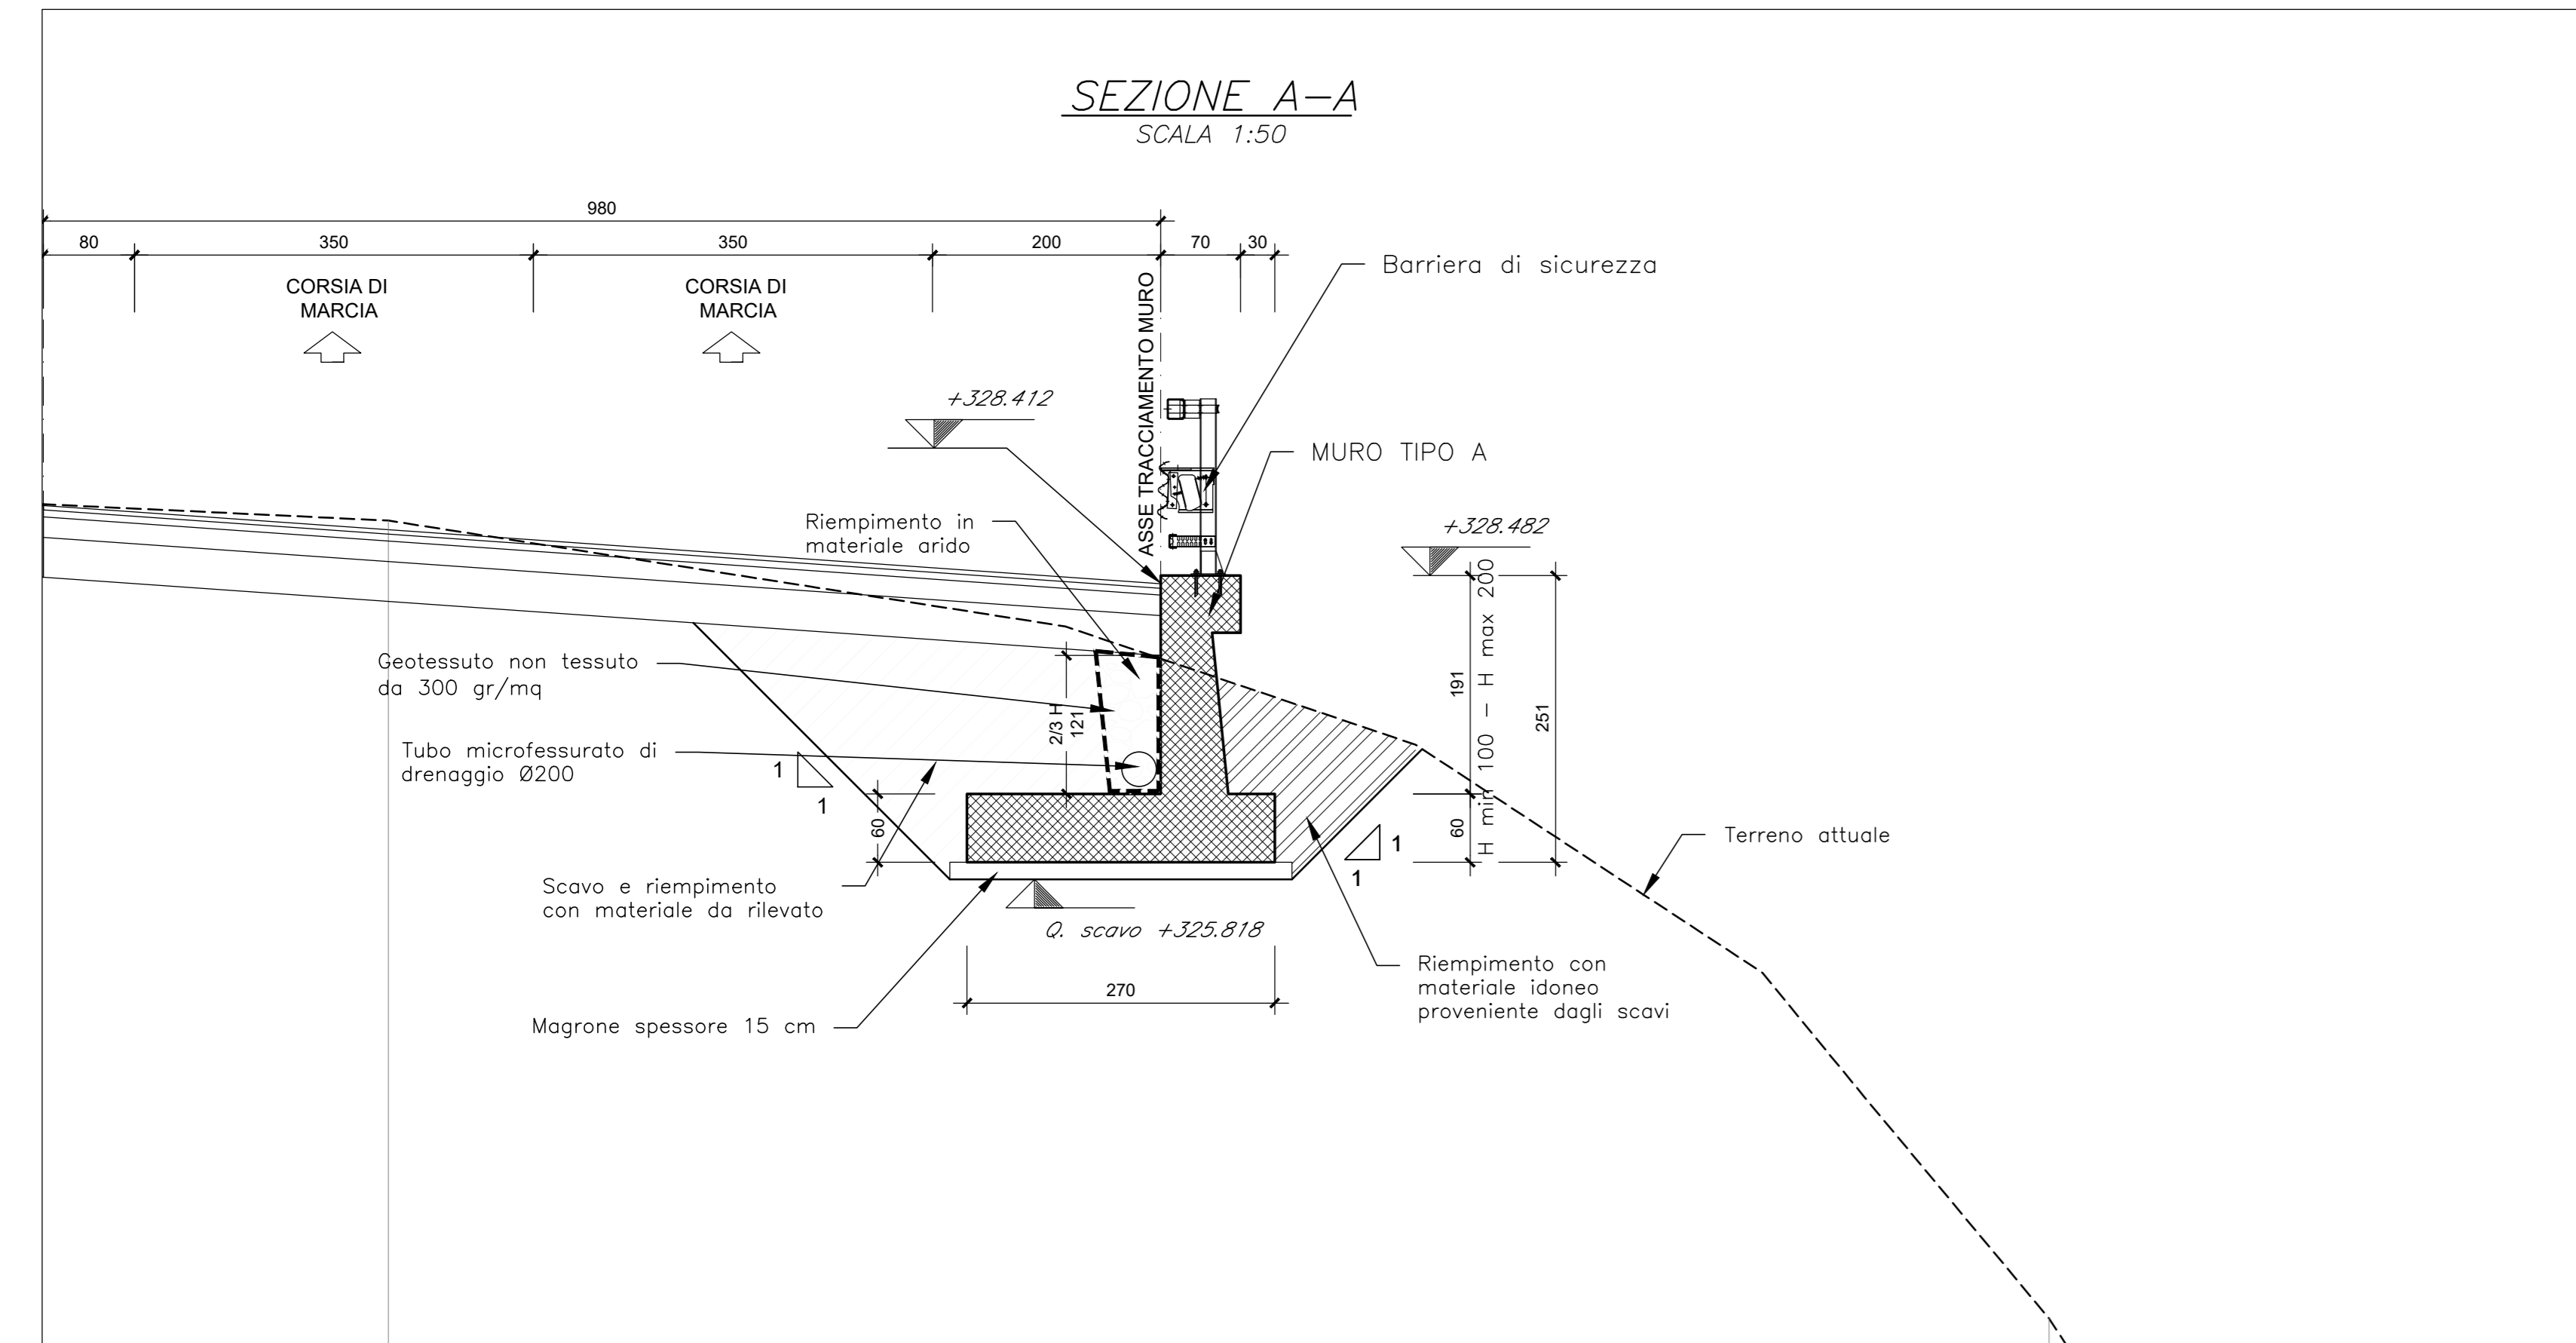 SEZIONE A-A
SCALA 1:50
980
80
350
350
200
70
30
CORSIA DI
MARCIA
CORSIA DI
MARCIA
ASSE TRACCIAMENTO MURO
Barriera di sicurezza
+328.412
MURO TIPO A
Riempimento in
materiale arido
+328.482
Geotessuto non tessuto
da 300 gr/mq
2/3 H
121
191
H min 100 - H max 200
251
Tubo microfessurato di
drenaggio Ø200
1
1
60
60
1
1
Terreno attuale
Scavo e riempimento
con materiale da rilevato
Q. scavo +325.818
270
Riempimento con
materiale idoneo
proveniente dagli scavi
Magrone spessore 15 cm